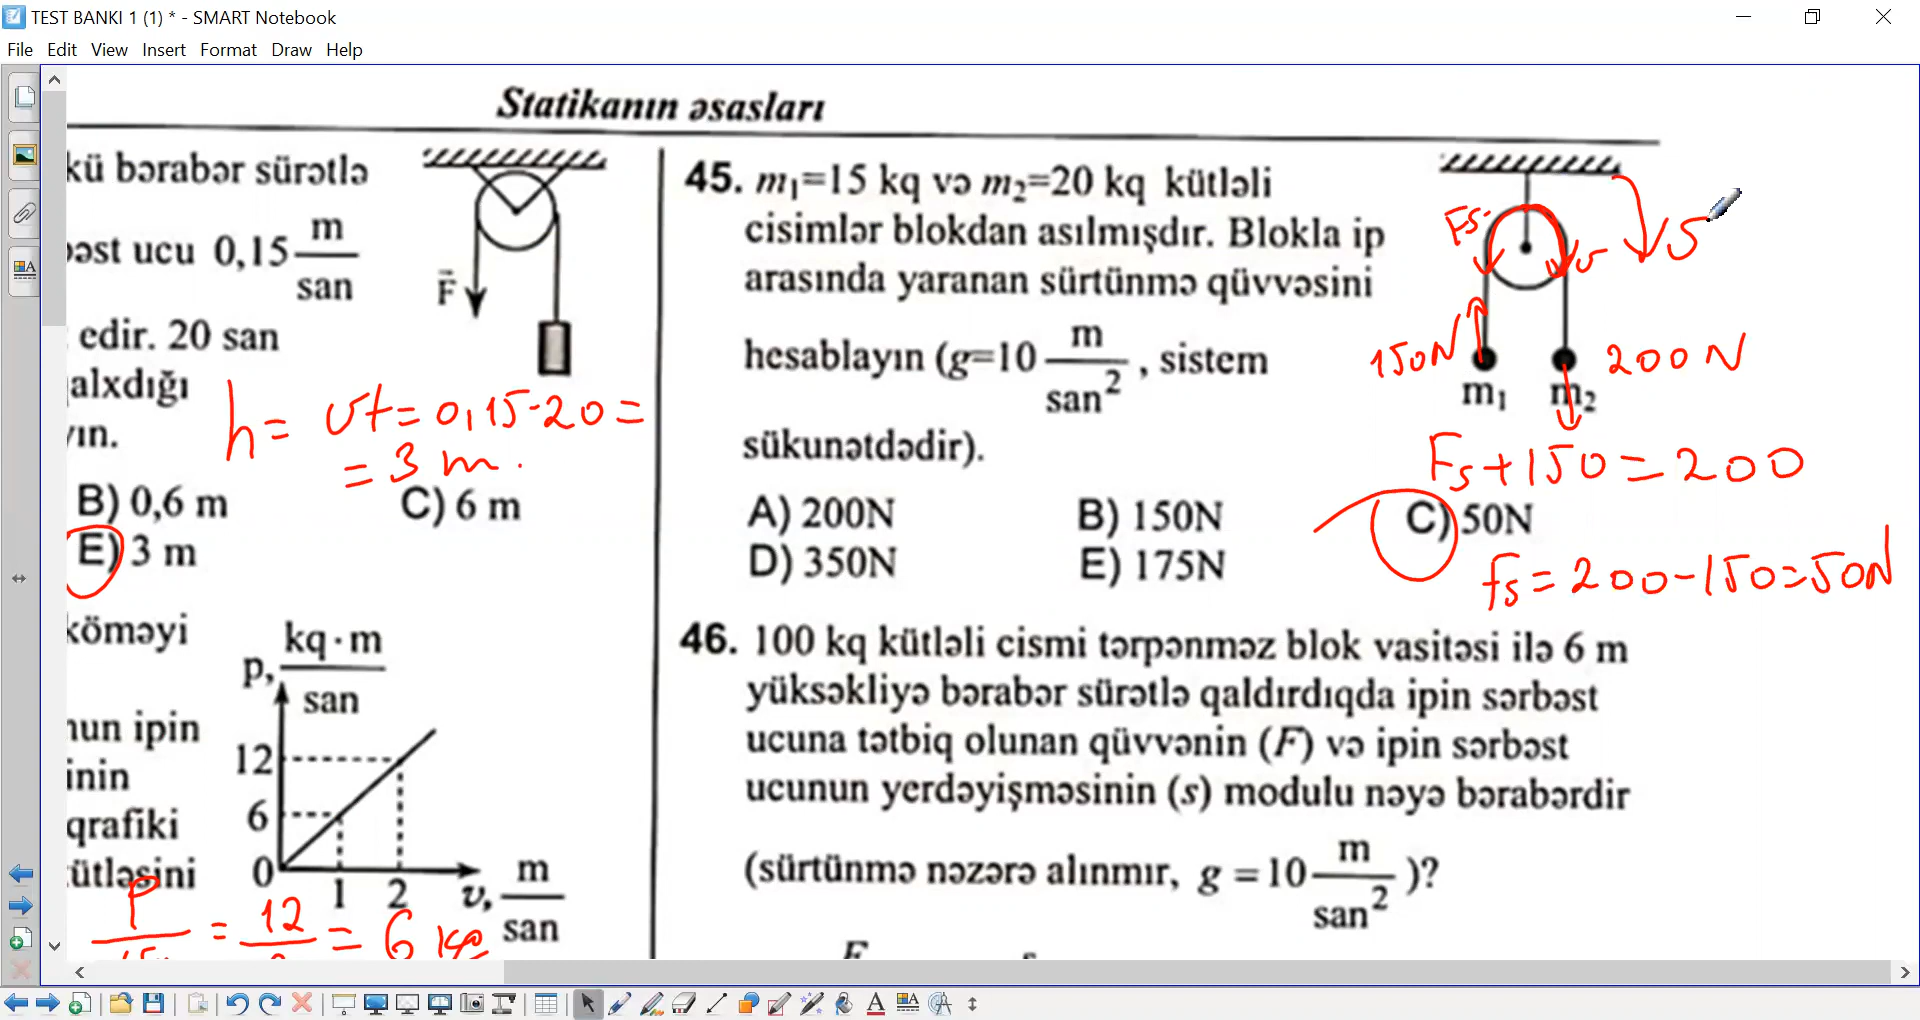 TEST BANKI 1 (1) * - SMART Notebook
File Edit View Insert Format Draw Help
Statikanın əsasları
kü bərabər sürətlə
bəst ucu 0,15 m/san
edir. 20 san
alxdığı
yın.
F
h = υt = 0,15·20 =
= 3 m.
B) 0,6 m C) 6 m
E) 3 m
köməyi
nun ipin
inin
qrafiki
kütləsini
p, kq·m/san
12
6
0 1 2 υ, m/san
P = 12 = 6 kq
45. m₁=15 kq və m₂=20 kq kütləli
cisimlər blokdan asılmışdır. Blokla ip
arasında yaranan sürtünmə qüvvəsini
hesablayın (g=10 m/san², sistem
sükunətdədir).
A) 200N B) 150N C) 50N
D) 350N E) 175N
Fs
υ
υ
150N 200N
m₁ m₂
Fs + 150 = 200
fs = 200 - 150 = 50N
46. 100 kq kütləli cismi tərpənməz blok vasitəsi ilə 6 m
yüksəkliyə bərabər sürətlə qaldırdıqda ipin sərbəst
ucuna tətbiq olunan qüvvənin (F) və ipin sərbəst
ucunun yerdəyişməsinin (s) modulu nəyə bərabərdir
(sürtünmə nəzərə alınmır, g = 10 m/san² )?